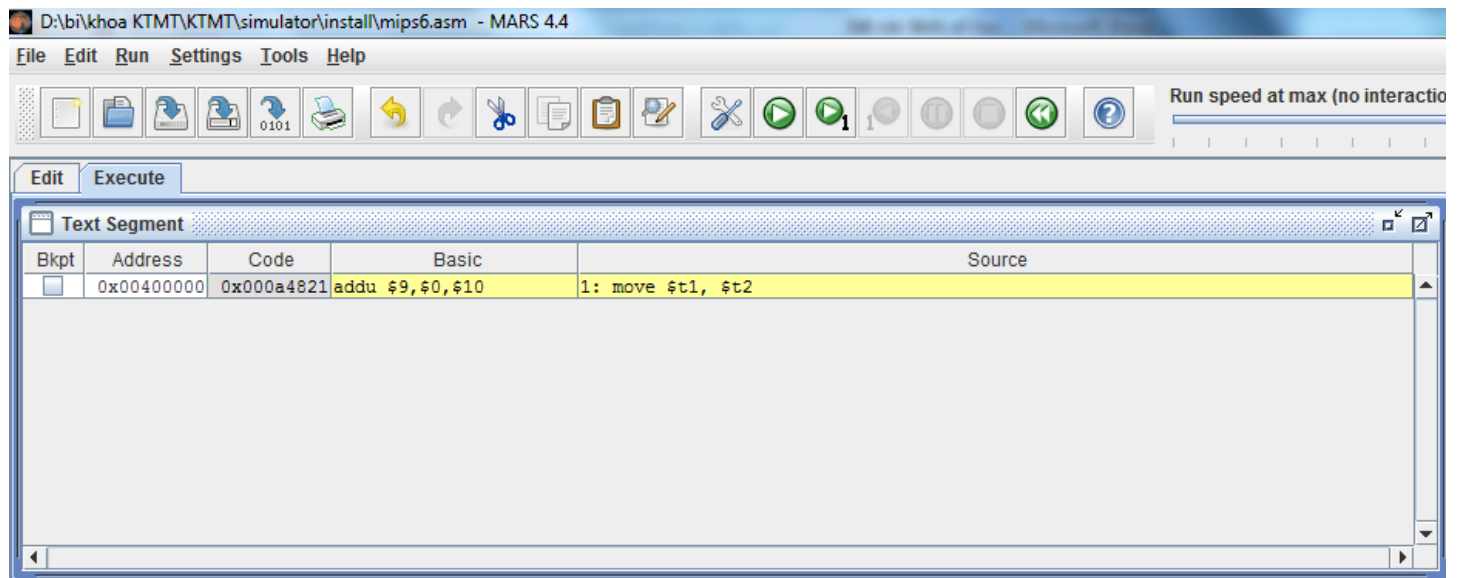 D:\bi\khoa KTMT\KTMT\simulator\install\mips6.asm - MARS 4.4
File Edit Run Settings Tools Help
0101
1
1
Run speed at max (no interactio
Edit Execute
Text Segment
Bkpt Address Code Basic Source
0x00400000 0x000a4821 addu $9,$0,$10 1: move $t1, $t2